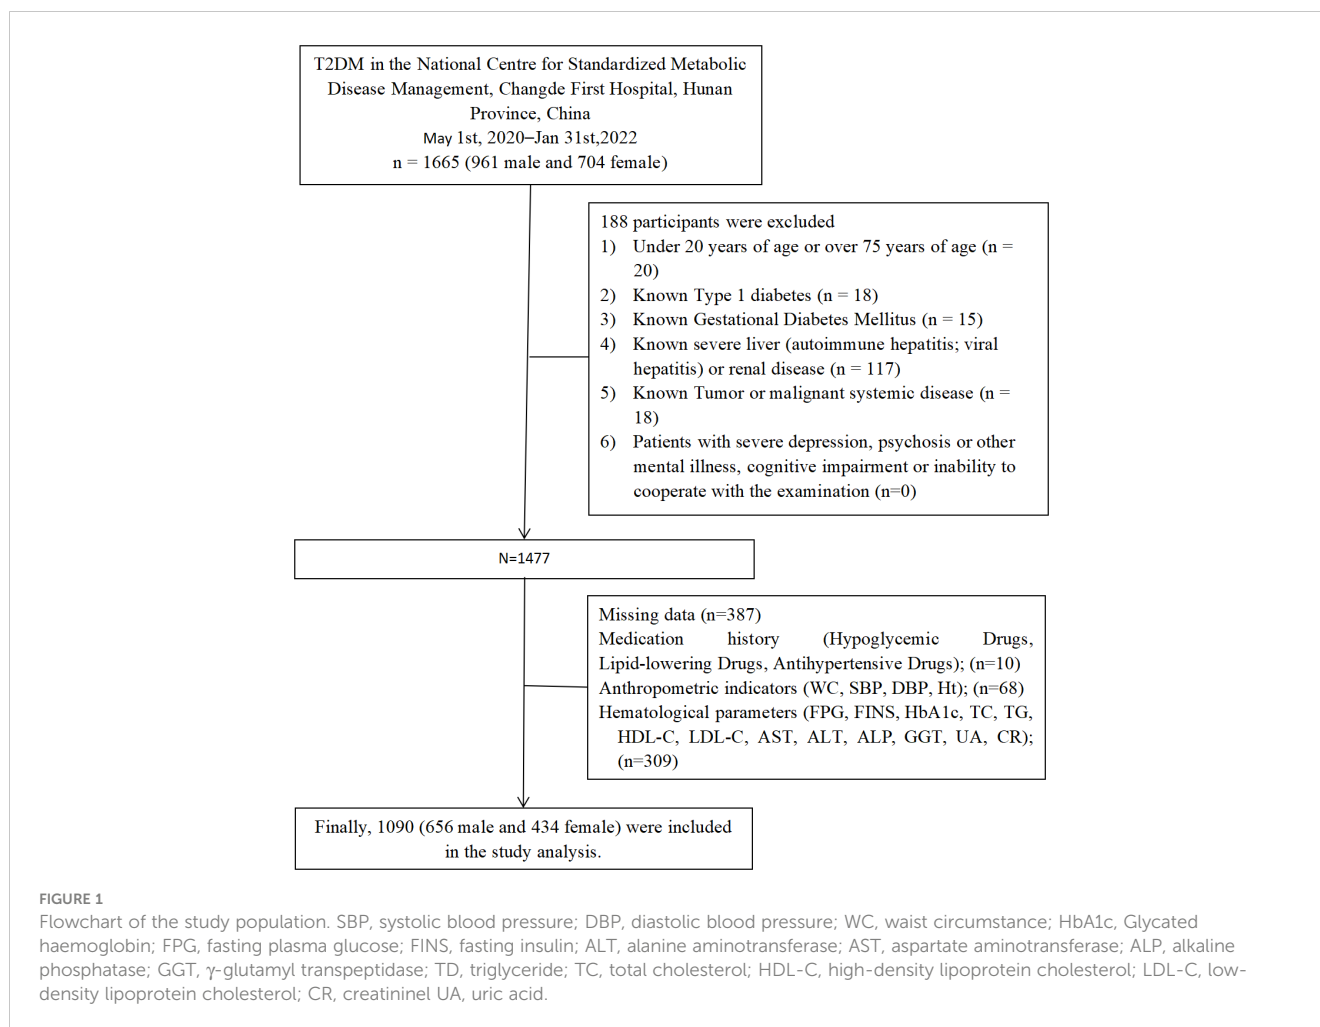 T2DM in the National Centre for Standardized Metabolic
Disease Management, Changde First Hospital, Hunan
Province, China
May 1st, 2020–Jan 31st,2022
n = 1665 (961 male and 704 female)
188 participants were excluded
1) Under 20 years of age or over 75 years of age (n =
20)
2) Known Type 1 diabetes (n = 18)
3) Known Gestational Diabetes Mellitus (n = 15)
4) Known severe liver (autoimmune hepatitis; viral
hepatitis) or renal disease (n = 117)
5) Known Tumor or malignant systemic disease (n =
18)
6) Patients with severe depression, psychosis or other
mental illness, cognitive impairment or inability to
cooperate with the examination (n=0)
N=1477
Missing data (n=387)
Medication history (Hypoglycemic Drugs,
Lipid-lowering Drugs, Antihypertensive Drugs); (n=10)
Anthropometric indicators (WC, SBP, DBP, Ht); (n=68)
Hematological parameters (FPG, FINS, HbA1c, TC, TG,
HDL-C, LDL-C, AST, ALT, ALP, GGT, UA, CR);
(n=309)
Finally, 1090 (656 male and 434 female) were included
in the study analysis.
FIGURE 1
Flowchart of the study population. SBP, systolic blood pressure; DBP, diastolic blood pressure; WC, waist circumstance; HbA1c, Glycated
haemoglobin; FPG, fasting plasma glucose; FINS, fasting insulin; ALT, alanine aminotransferase; AST, aspartate aminotransferase; ALP, alkaline
phosphatase; GGT, γ-glutamyl transpeptidase; TD, triglyceride; TC, total cholesterol; HDL-C, high-density lipoprotein cholesterol; LDL-C, low-
density lipoprotein cholesterol; CR, creatininel UA, uric acid.